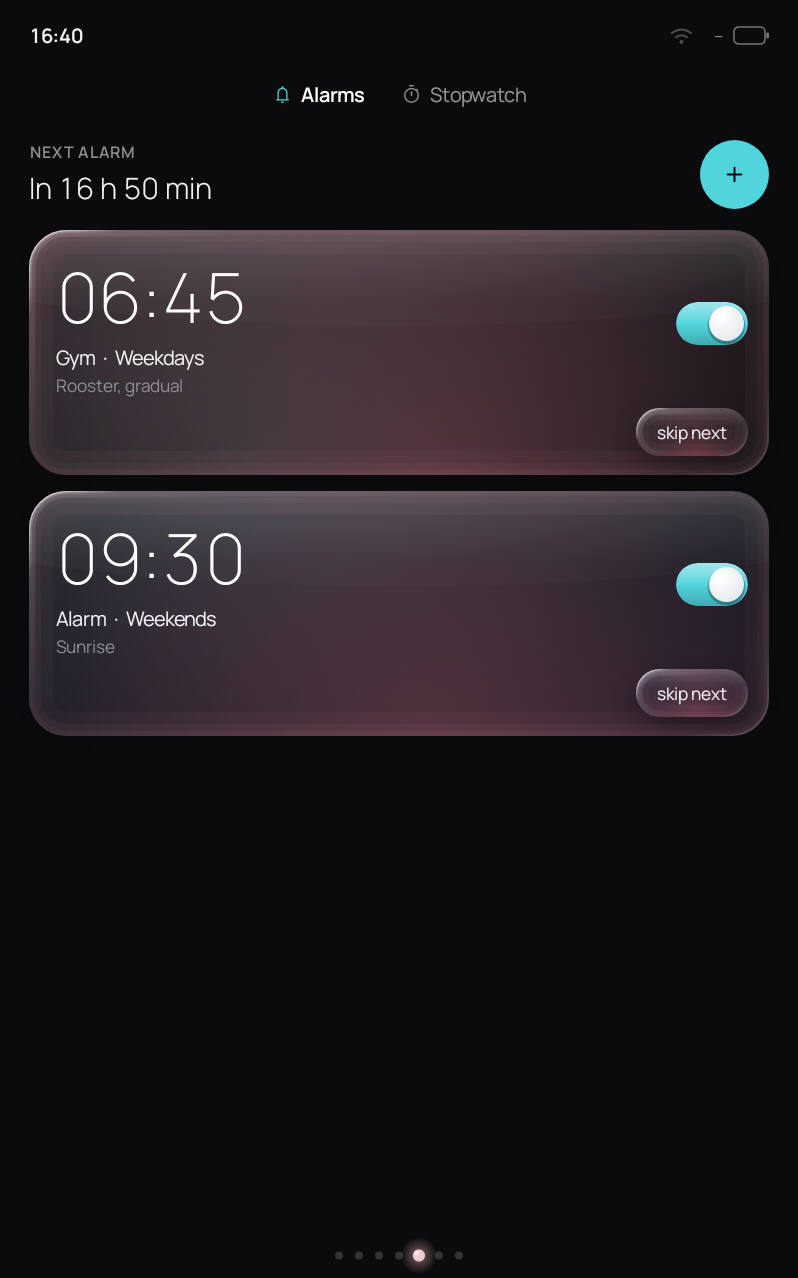 16:40
–
Alarms Stopwatch
NEXT ALARM
In 16 h 50 min
+
06:45
Gym · Weekdays
Rooster, gradual
skip next
09:30
Alarm · Weekends
Sunrise
skip next